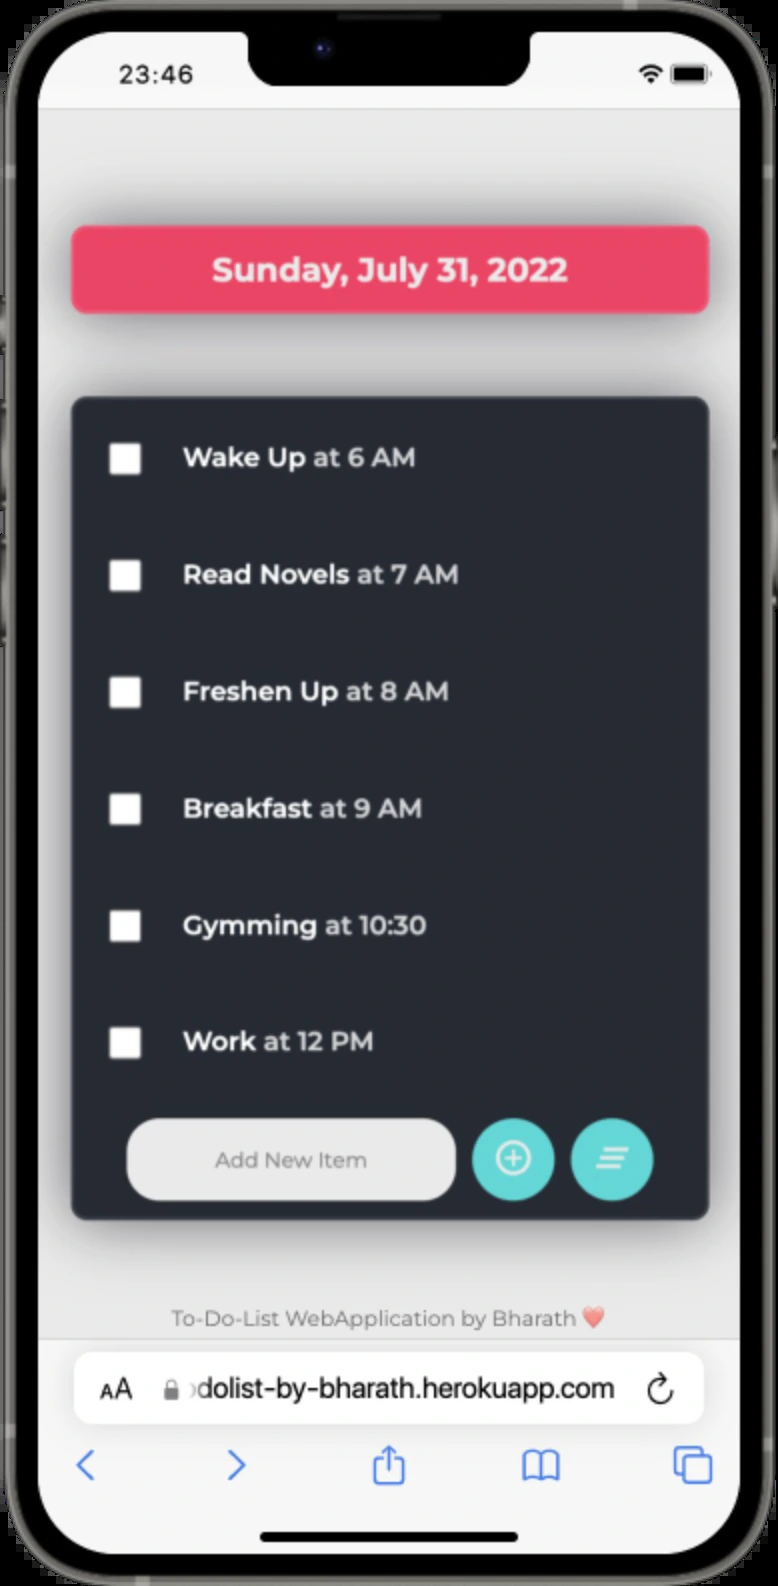 23:46
Sunday, July 31, 2022
Wake Up at 6 AM
Read Novels at 7 AM
Freshen Up at 8 AM
Breakfast at 9 AM
Gymming at 10:30
Work at 12 PM
Add New Item
To-Do-List WebApplication by Bharath ❤️
AA dolist-by-bharath.herokuapp.com